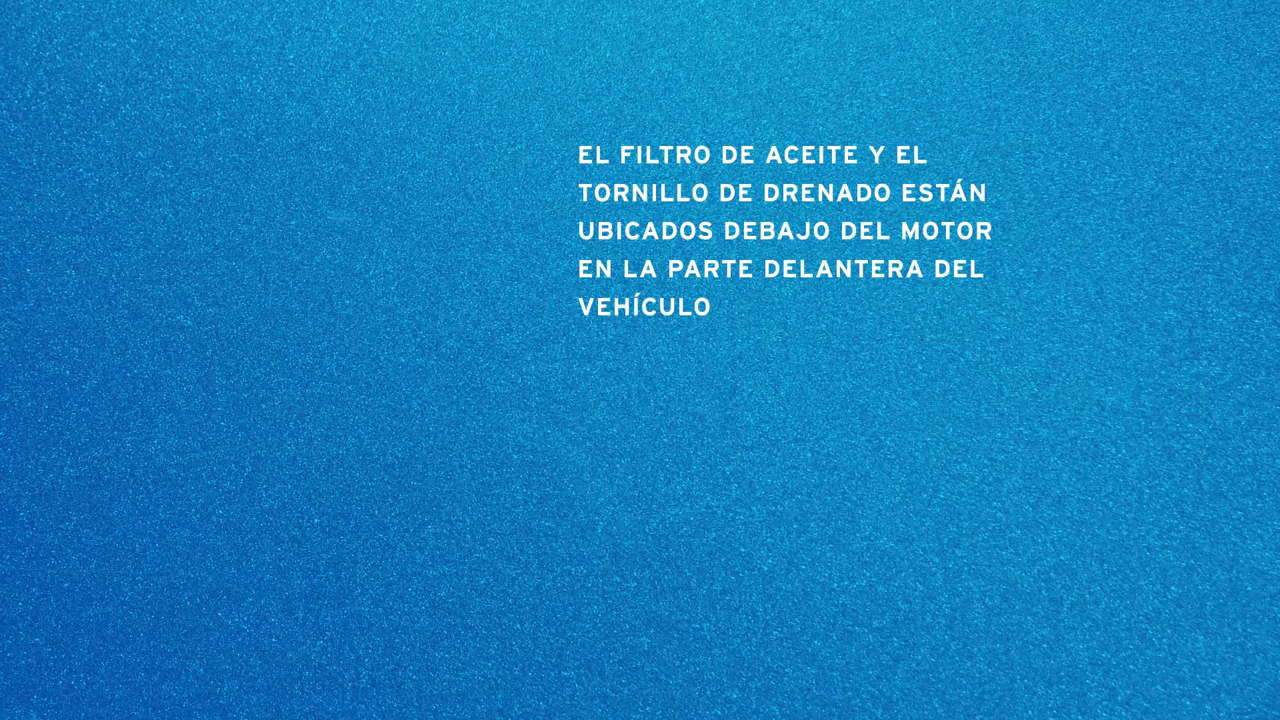 EL FILTRO DE ACEITE Y EL
TORNILLO DE DRENADO ESTÁN
UBICADOS DEBAJO DEL MOTOR
EN LA PARTE DELANTERA DEL
VEHÍCULO